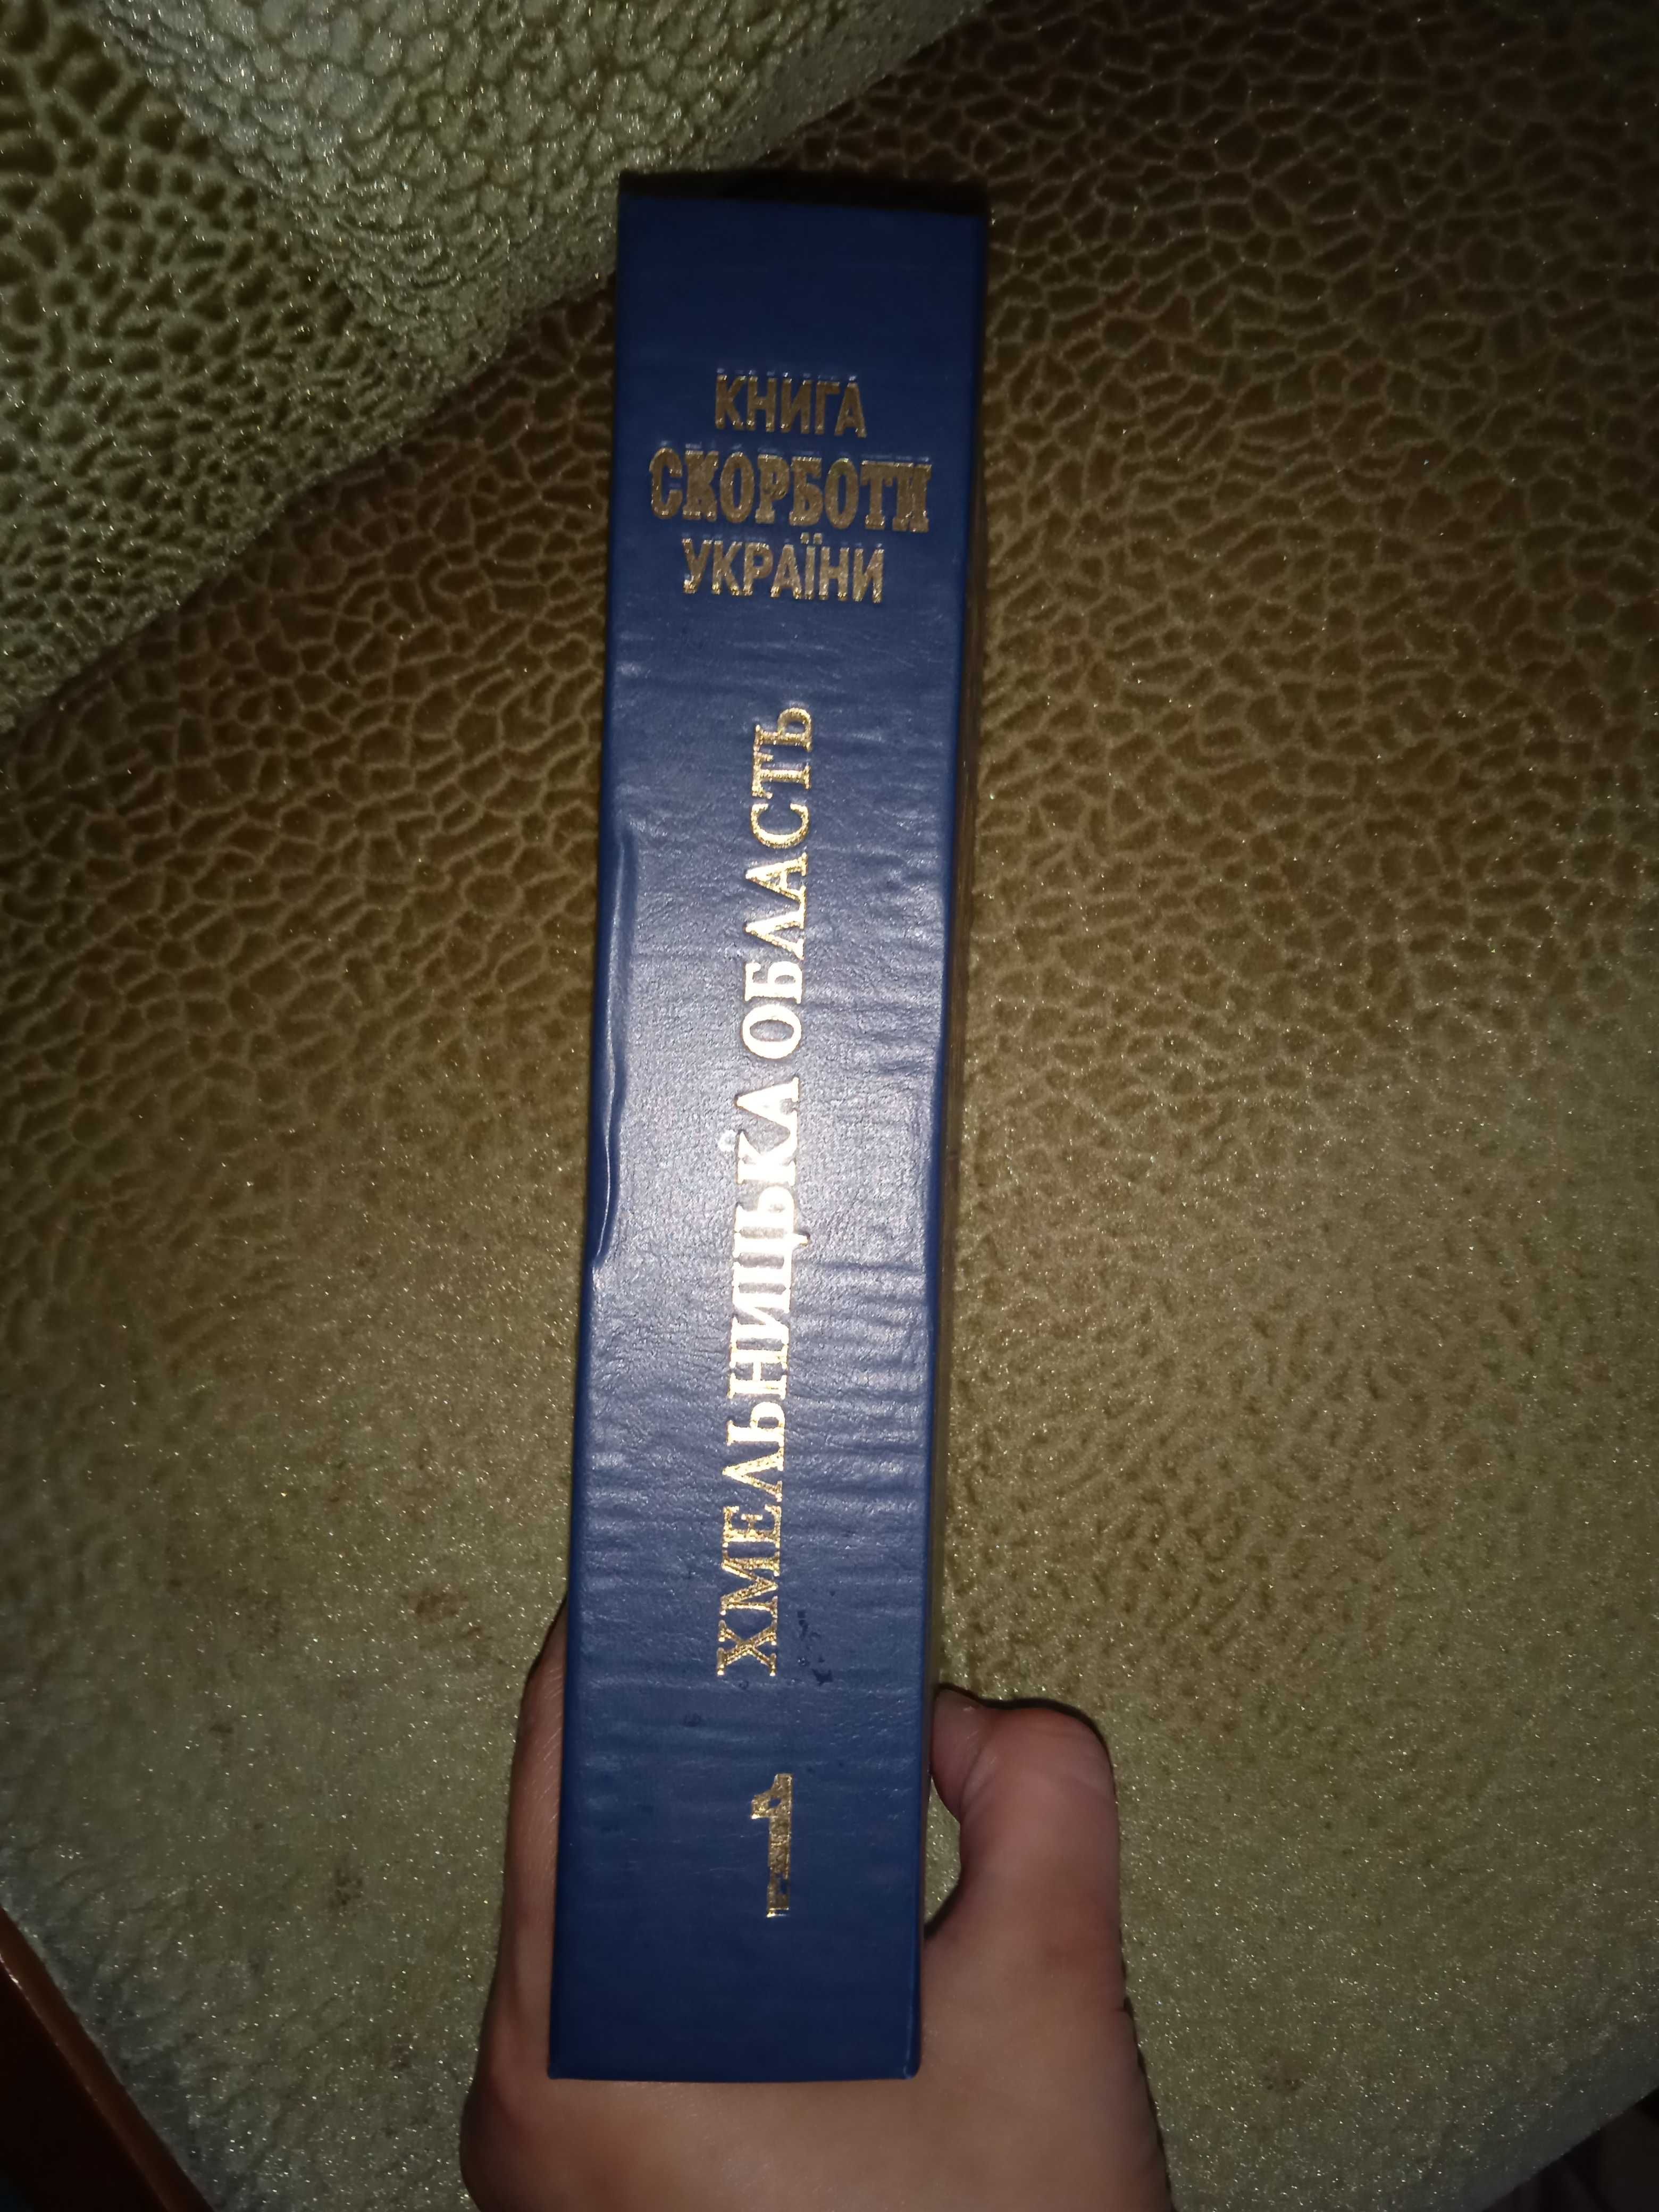 КНИГА
СКОРБОТИ
УКРАЇНИ
ХМЕЛЬНИЦЬКА ОБЛАСТЬ
1